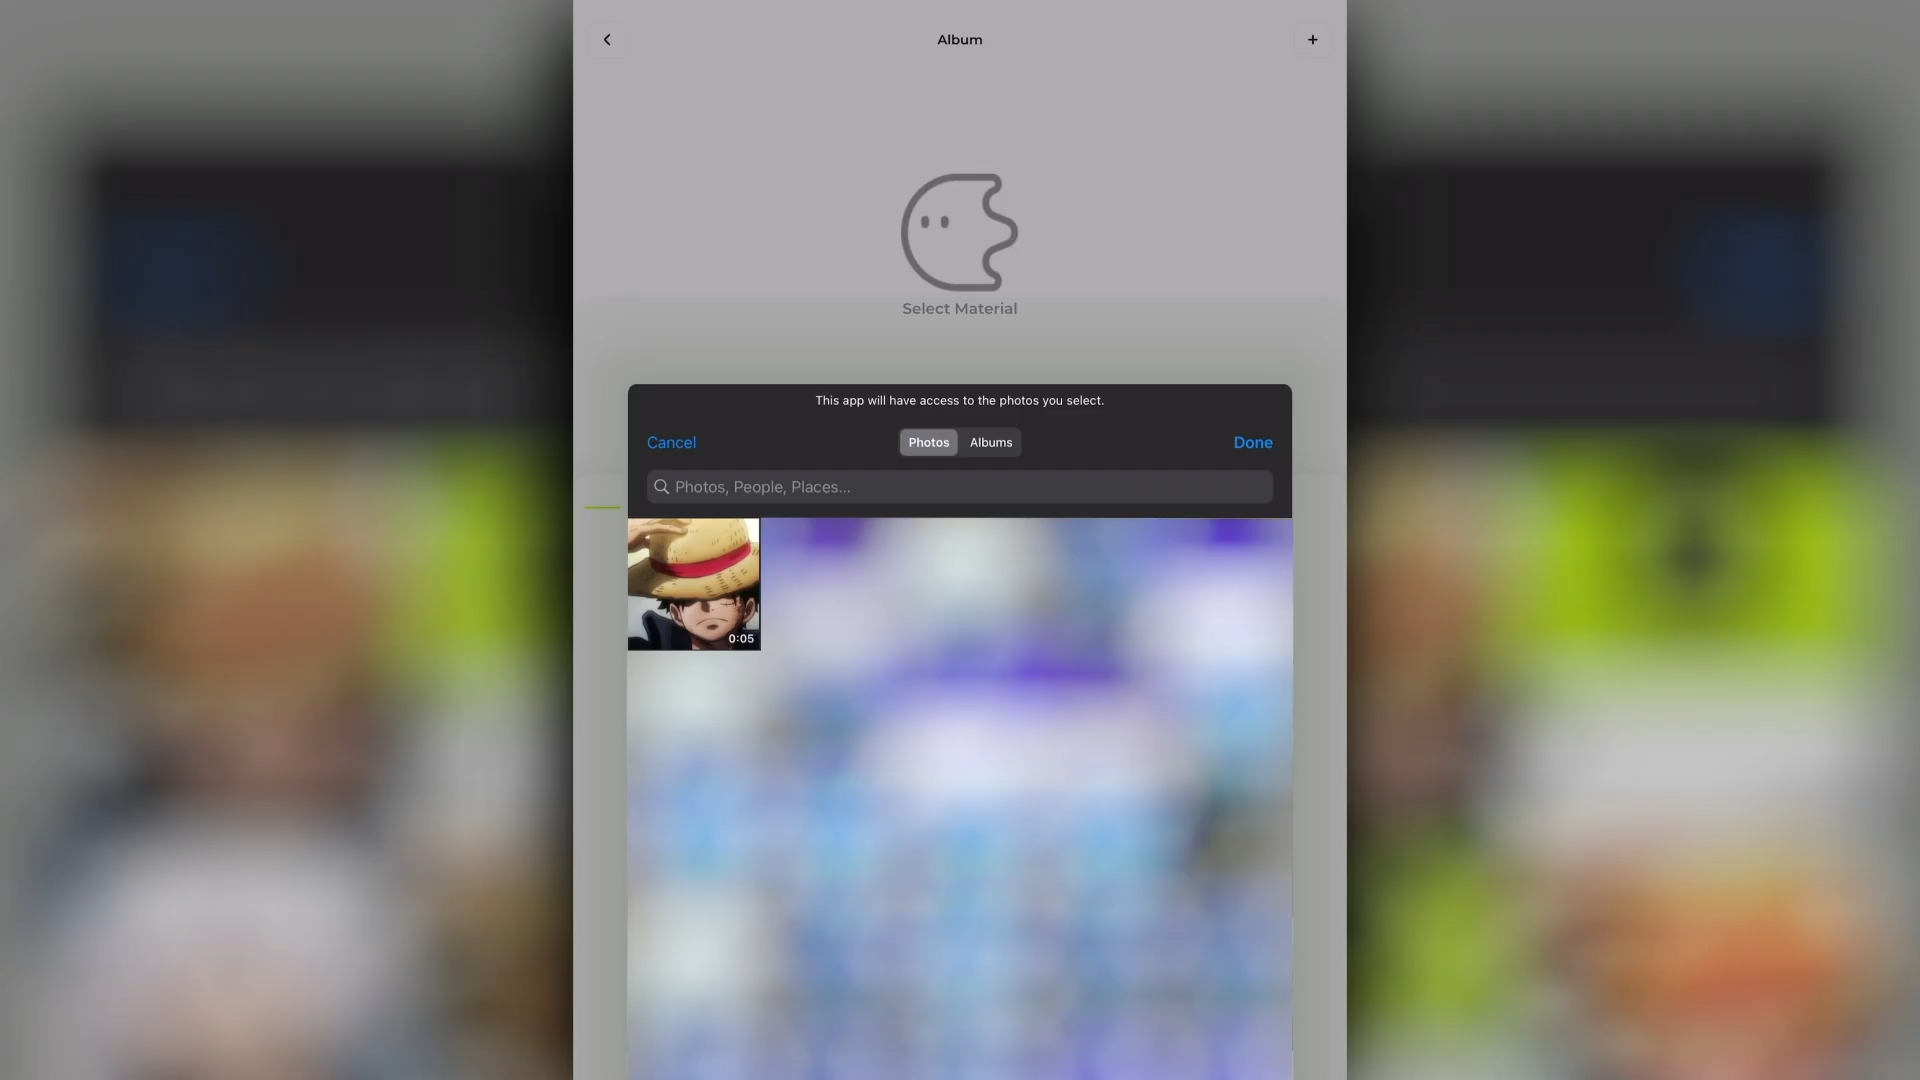 Album
Select Material
This app will have access to the photos you select.
Cancel
Photos
Albums
Done
Photos, People, Places...
0:05